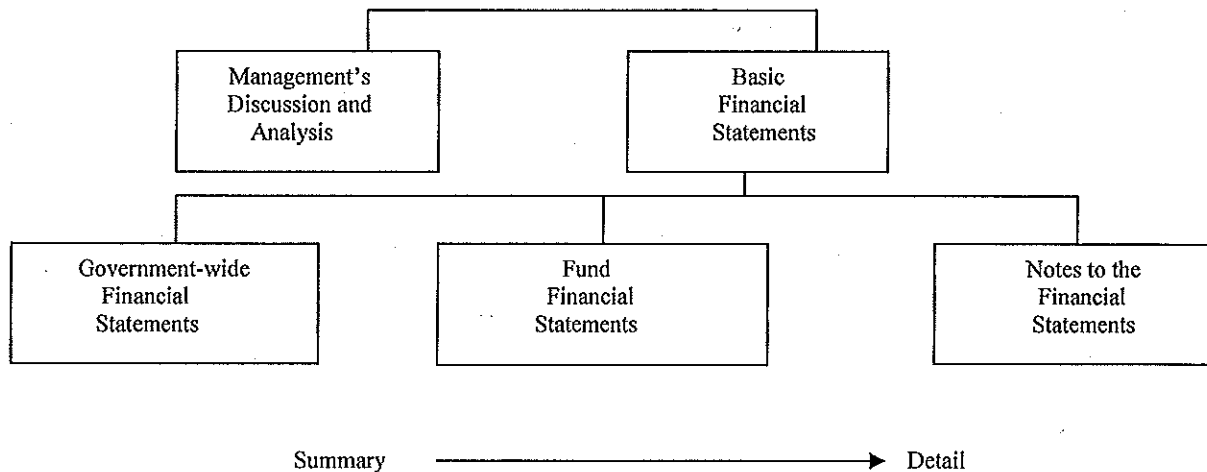 Management's
Discussion and
Analysis
Basic
Financial
Statements
Government-wide
Financial
Statements
Fund
Financial
Statements
Notes to the
Financial
Statements
Summary
Detail